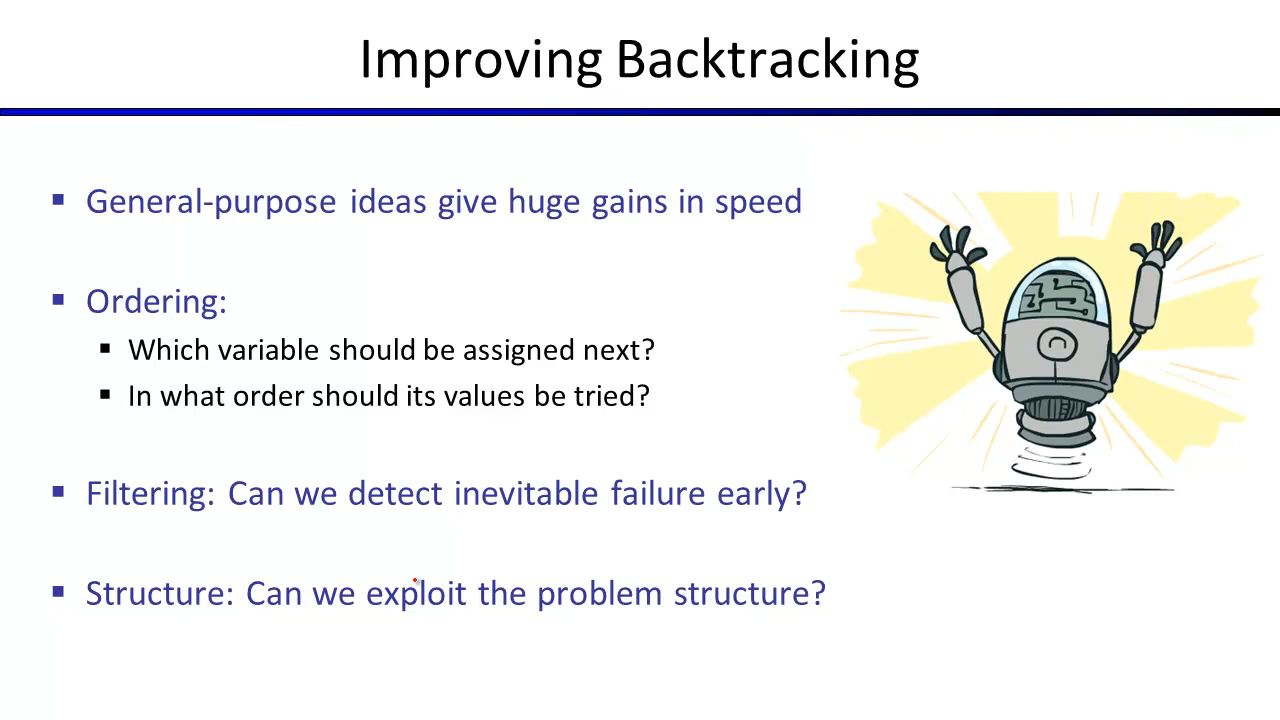 Improving Backtracking
▪ General-purpose ideas give huge gains in speed
▪ Ordering:
▪ Which variable should be assigned next?
▪ In what order should its values be tried?
▪ Filtering: Can we detect inevitable failure early?
▪ Structure: Can we exploit the problem structure?